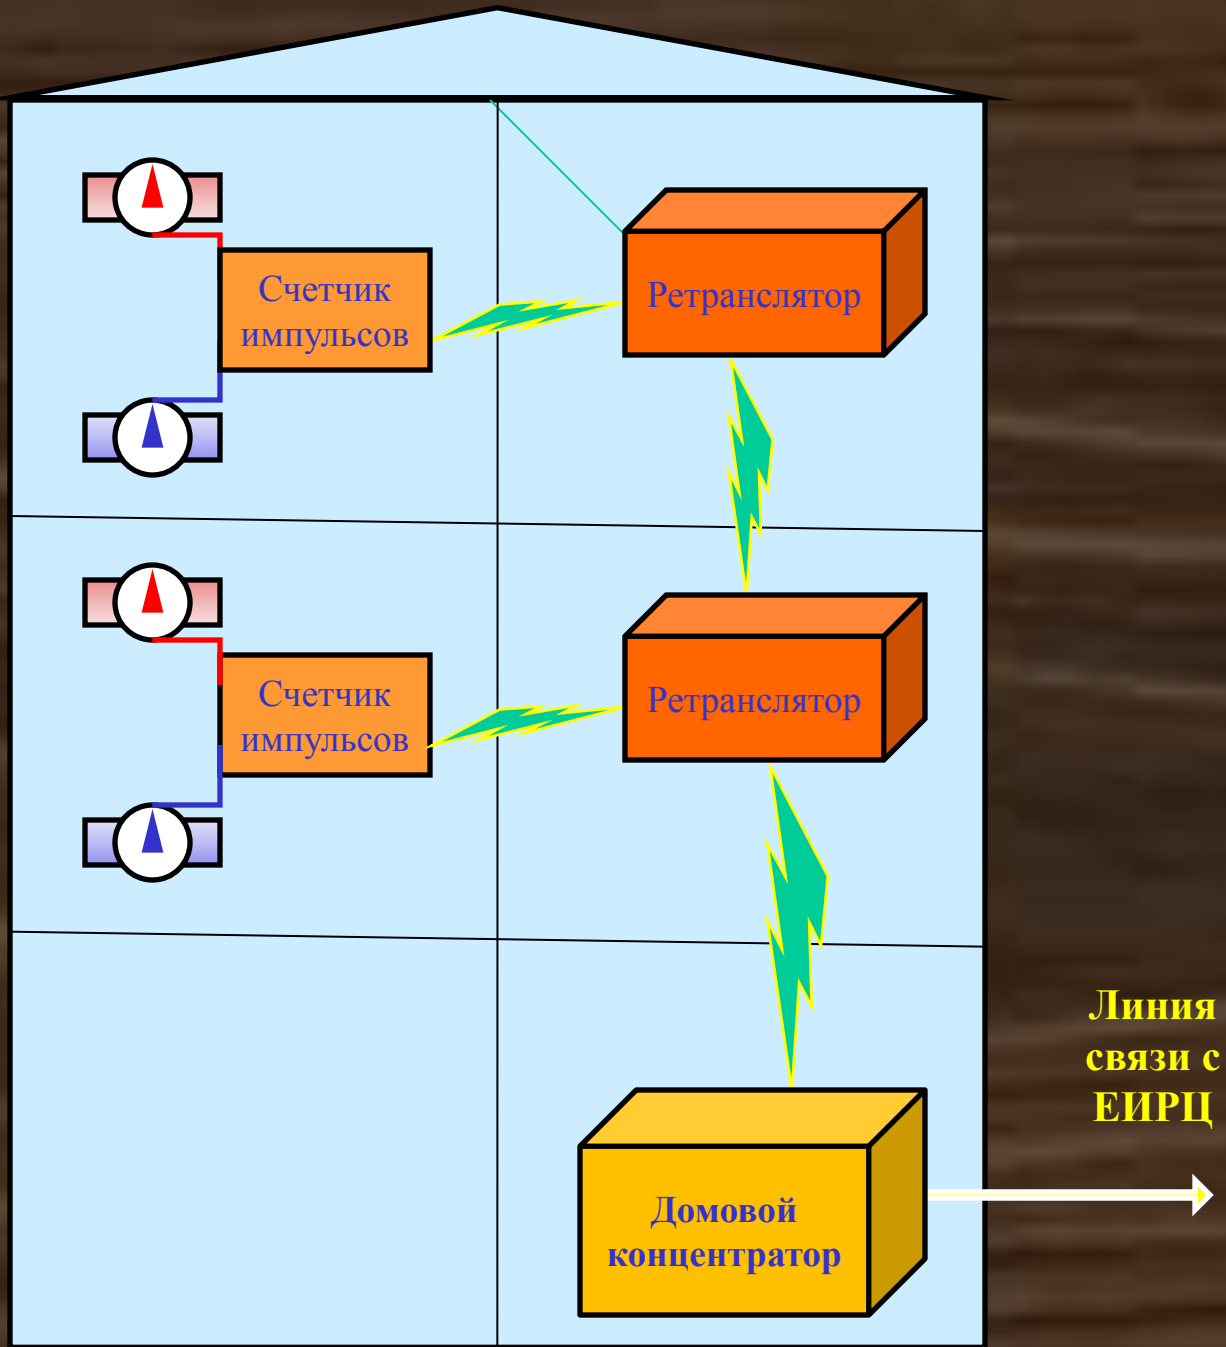 Счетчик
импульсов
Ретранслятор
Счетчик
импульсов
Ретранслятор
Линия
связи с
ЕИРЦ
Домовой
концентратор